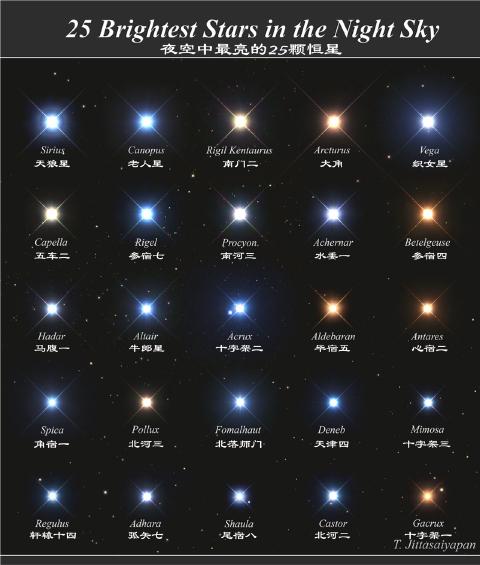 25 Brightest Stars in the Night Sky
夜空中最亮的25颗恒星
Sirius Canopus Rigil Kentaurus Arcturus Vega
天狼星 老人星 南门二 大角 织女星
Capella Rigel Procyon. Achernar Betelgeuse
五车二 参宿七 南河三 水委一 参宿四
Hadar Altair Acrux Aldebaran Antares
马腹一 牛郎星 十字架二 毕宿五 心宿二
Spica Pollux Fomalhaut Deneb Mimosa
角宿一 北河三 北落师门 天津四 十字架三
Regulus Adhara Shaula Castor Gacrux
轩辕十四 弧矢七 尾宿八 北河二 十字架一
T. Jittasaiyapan